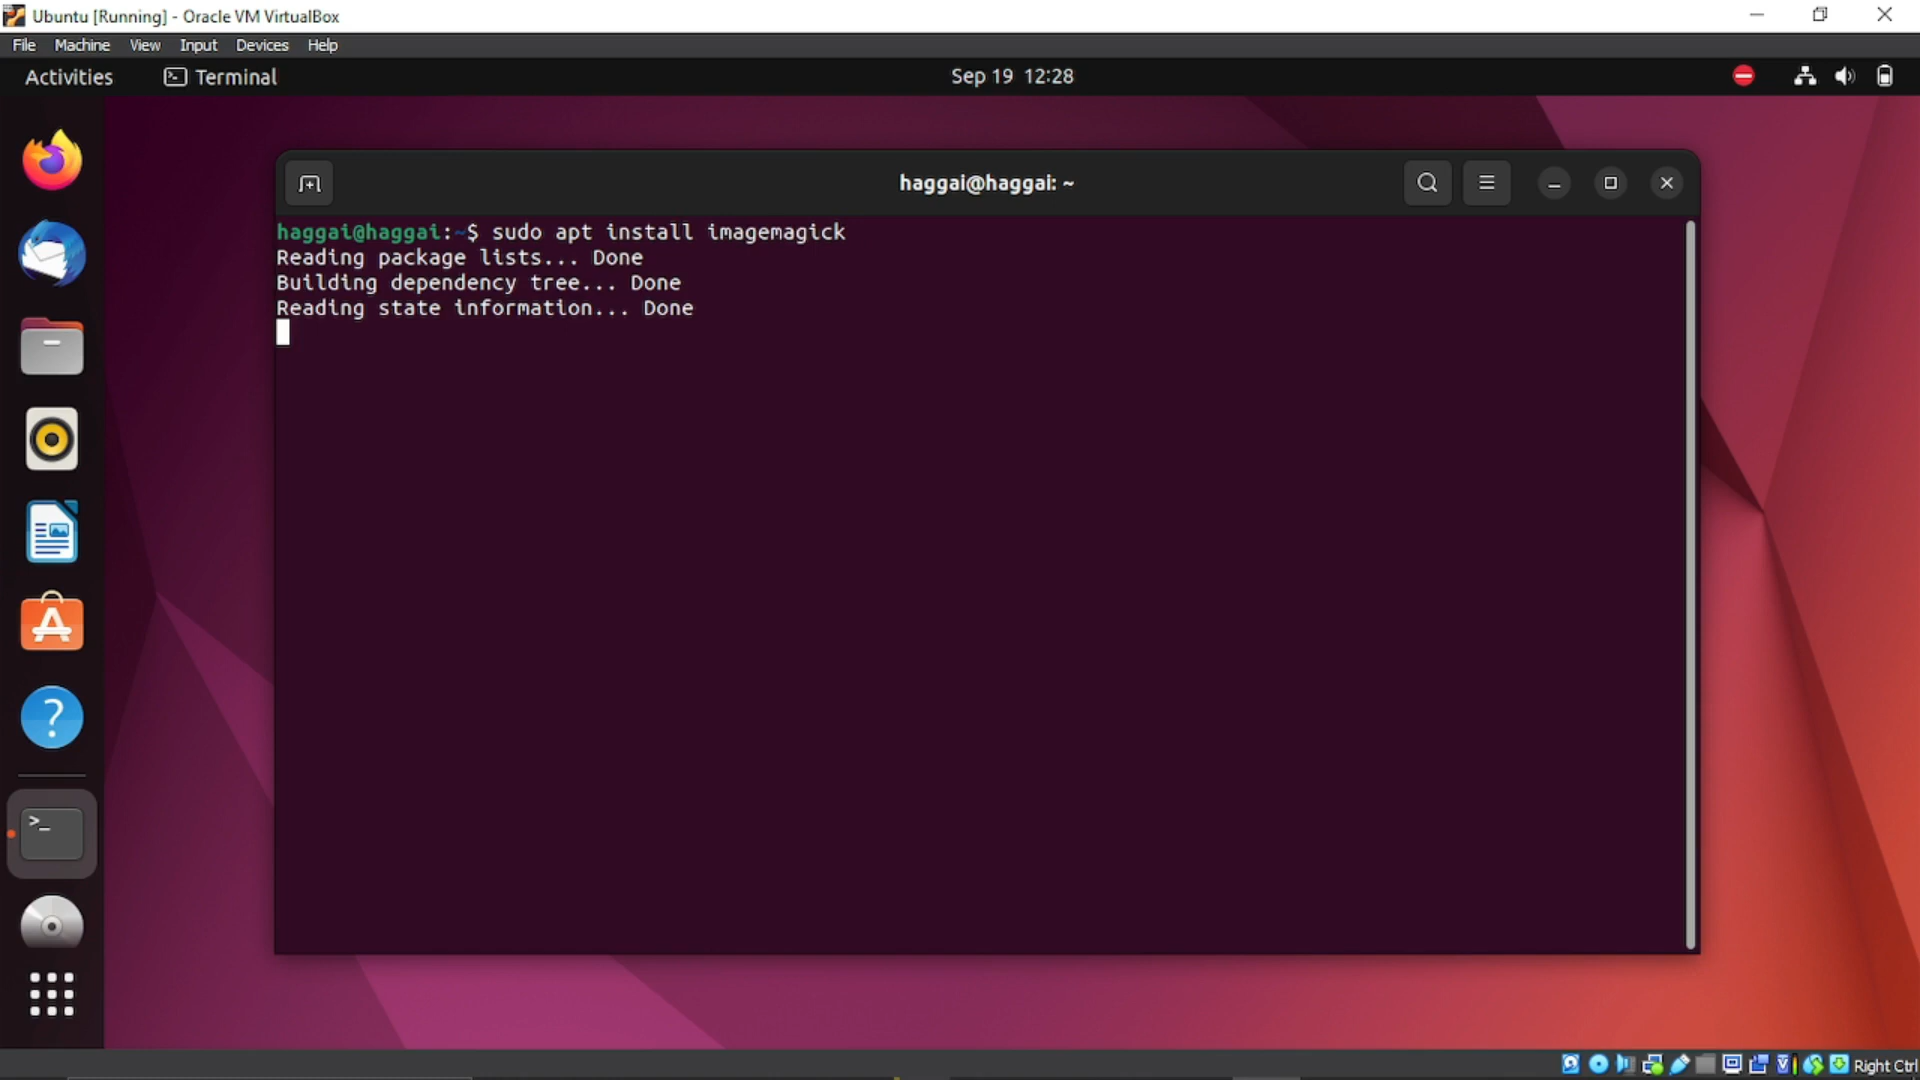 Ubuntu [Running] - Oracle VM VirtualBox
File Machine View Input Devices Help
Activities Terminal Sep 19 12:28
haggai@haggai: ~
haggai@haggai:~$ sudo apt install imagemagick
Reading package lists... Done
Building dependency tree... Done
Reading state information... Done
Right Ctrl